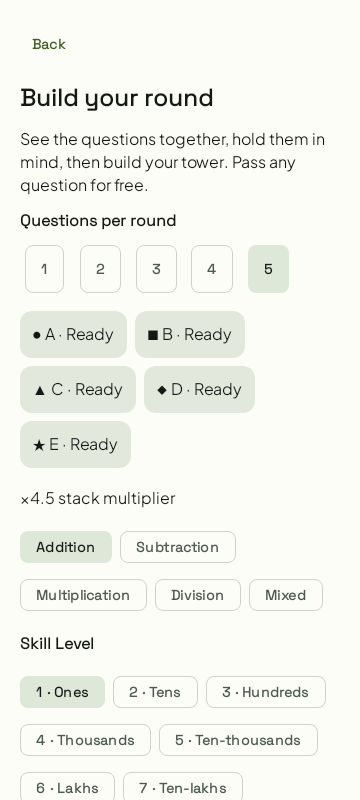 Back
Build your round
See the questions together, hold them in
mind, then build your tower. Pass any
question for free.
Questions per round
1 2 3 4 5
● A · Ready ■ B · Ready
▲ C · Ready ◆ D · Ready
★ E · Ready
×4.5 stack multiplier
Addition Subtraction
Multiplication Division Mixed
Skill Level
1 · Ones 2 · Tens 3 · Hundreds
4 · Thousands 5 · Ten-thousands
6 · Lakhs 7 · Ten-lakhs